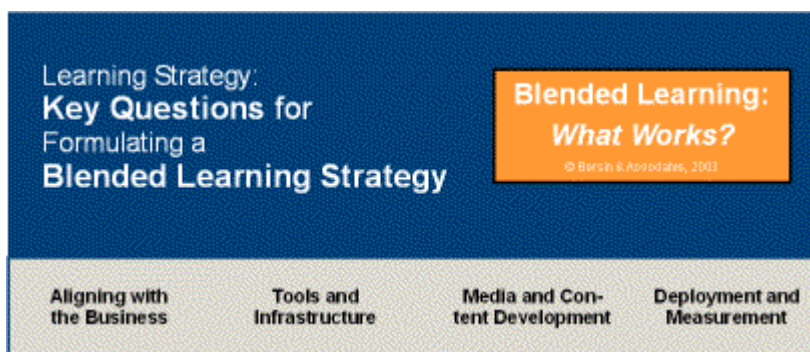 Learning Strategy:
Key Questions for
Formulating a
Blended Learning Strategy
Blended Learning:
What Works?
© Bersin & Associates, 2003
Aligning with
the Business
Tools and
Infrastructure
Media and Con-
tent Development
Deployment and
Measurement